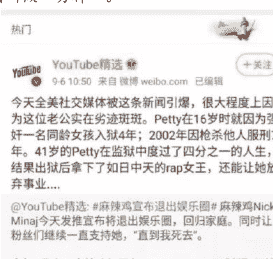 热门
YouTube精选
+关注
9-6 10:50 来自 微博 weibo.com 已编辑
今天全美社交媒体被这条新闻引爆，很大程度上因
为这位老公实在劣迹斑斑。Petty在16岁时就因为强
奸一名同龄女孩入狱4年；2002年因枪杀他人服刑
年。41岁的Petty在监狱中度过了四分之一的人生，
结果出狱后拿下了如日中天的rap女王，还能让她放
弃事业....
@YouTube精选: #麻辣鸡宣布退出娱乐圈# 麻辣鸡Nick
Minaj今天发推宣布将退出娱乐圈，回归家庭。同时让
粉丝们继续一直支持她，“直到我死去”。